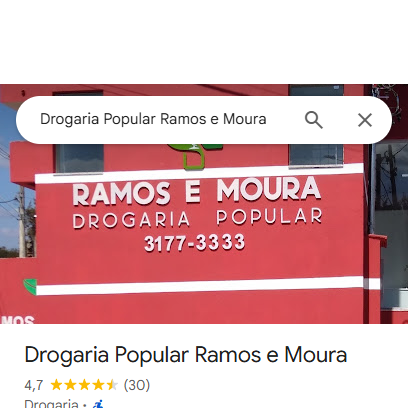 Drogaria Popular Ramos e Moura
RAMOS E MOURA
DROGARIA POPULAR
3177-3333
MOS
Drogaria Popular Ramos e Moura
4,7 (30)
Drogaria ·